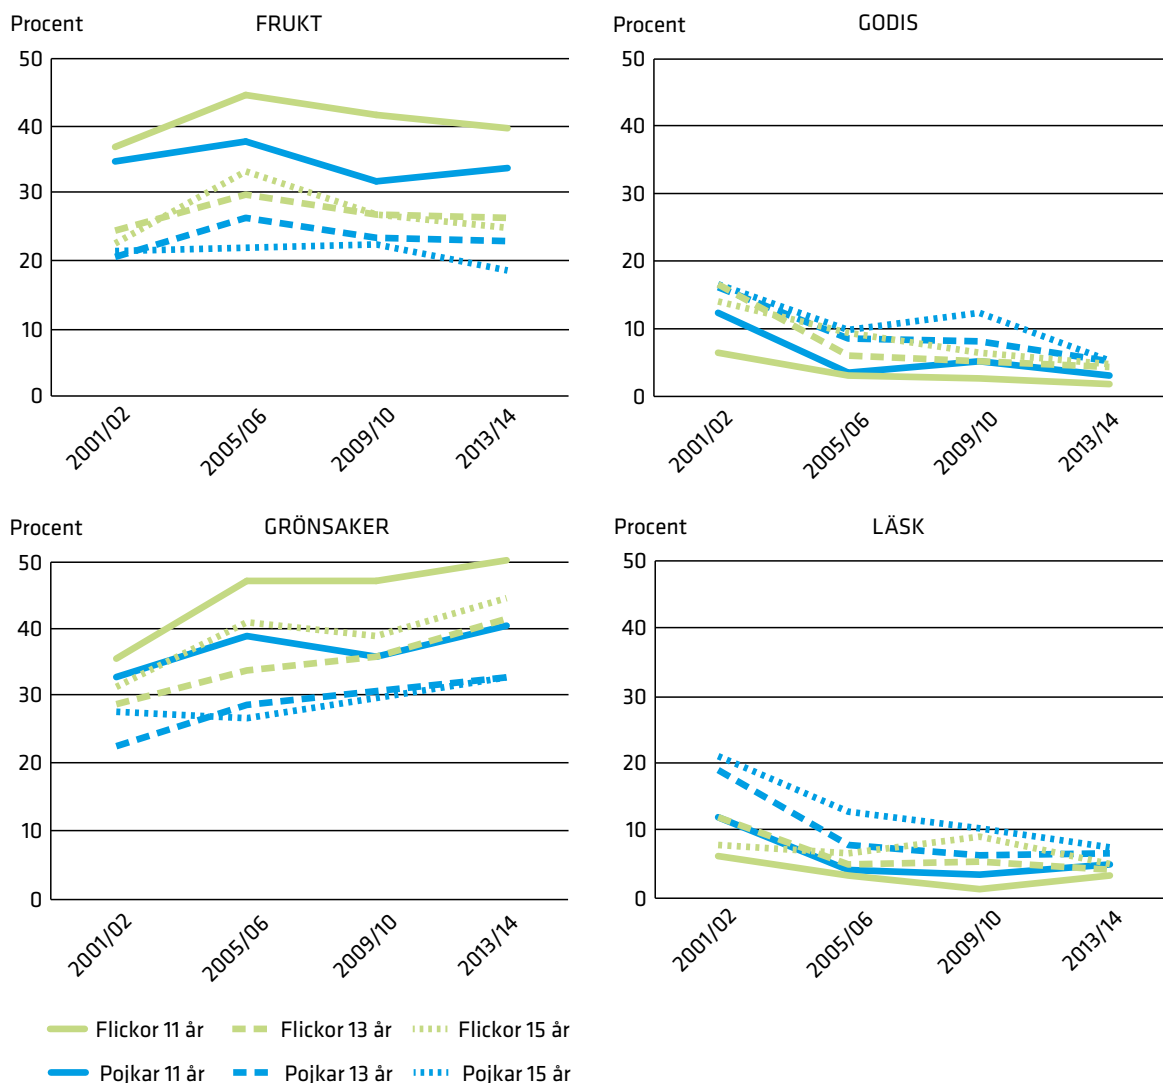 Procent
FRUKT
50
40
30
20
10
0
2001/02
2005/06
2009/10
2013/14
Procent
GODIS
50
40
30
20
10
0
2001/02
2005/06
2009/10
2013/14
Procent
GRÖNSAKER
50
40
30
20
10
0
2001/02
2005/06
2009/10
2013/14
Procent
LÄSK
50
40
30
20
10
0
2001/02
2005/06
2009/10
2013/14
Flickor 11 år
Flickor 13 år
Flickor 15 år
Pojkar 11 år
Pojkar 13 år
Pojkar 15 år